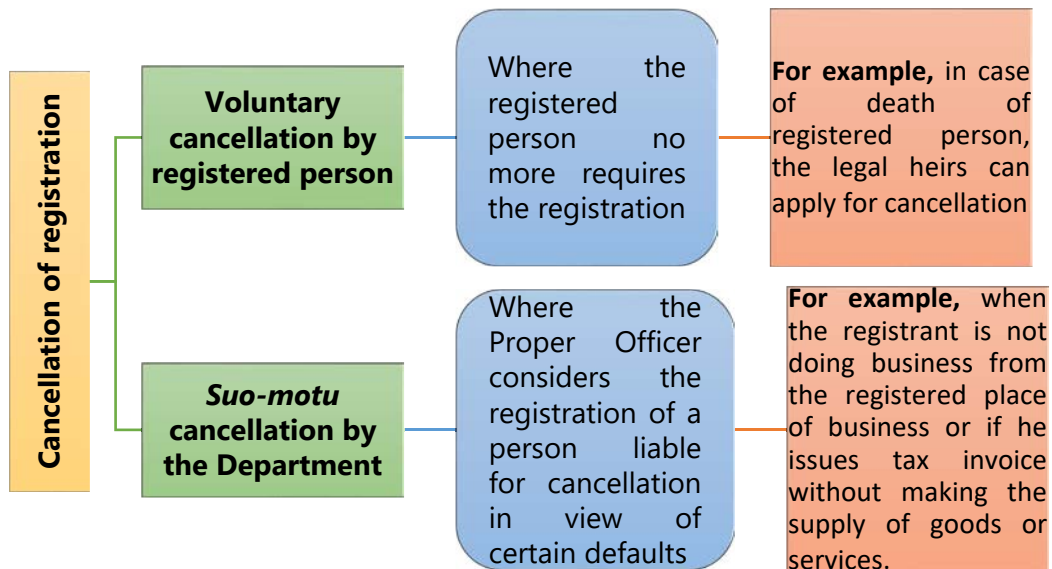 Cancellation of registration
Voluntary
cancellation by
registered person
Where the
registered
person no
more requires
the registration
For example, in case
of death of
registered person,
the legal heirs can
apply for cancellation
Suo-motu
cancellation by
the Department
Where the
Proper Officer
considers the
registration of a
person liable
for cancellation
in view of
certain defaults
For example, when
the registrant is not
doing business from
the registered place
of business or if he
issues tax invoice
without making the
supply of goods or
services.